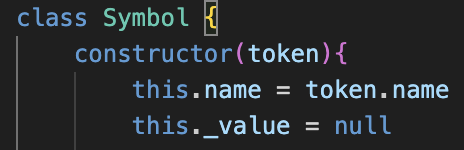 class Symbol {
constructor(token){
this.name = token.name
this._value = null